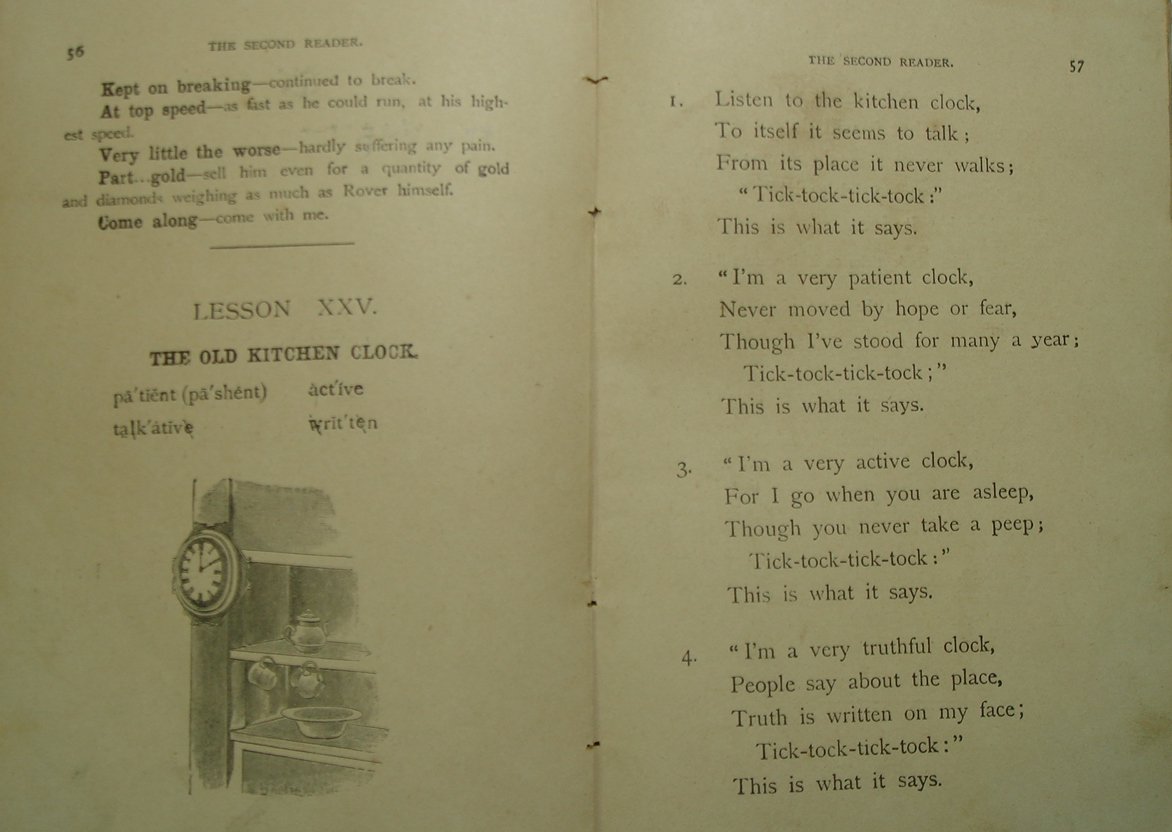 56
THE SECOND READER.
Kept on breaking—continued to break.
At top speed—as fast as he could run, at his high-
est speed.
Very little the worse—hardly suffering any pain.
Part...gold—sell him even for a quantity of gold
and diamonds weighing as much as Rover himself.
Come along—come with me.
LESSON XXV.
THE OLD KITCHEN CLOCK.
pā′tiĕnt (pā′shĕnt) ăct′ĭve
talk′ătĭve wrĭt′tĕn
THE SECOND READER.
57
1. Listen to the kitchen clock,
To itself it seems to talk;
From its place it never walks;
“Tick-tock-tick-tock:”
This is what it says.
2. “I'm a very patient clock,
Never moved by hope or fear,
Though I've stood for many a year;
Tick-tock-tick-tock;”
This is what it says.
3. “I'm a very active clock,
For I go when you are asleep,
Though you never take a peep;
Tick-tock-tick-tock:”
This is what it says.
4. “I'm a very truthful clock,
People say about the place,
Truth is written on my face;
Tick-tock-tick-tock:”
This is what it says.